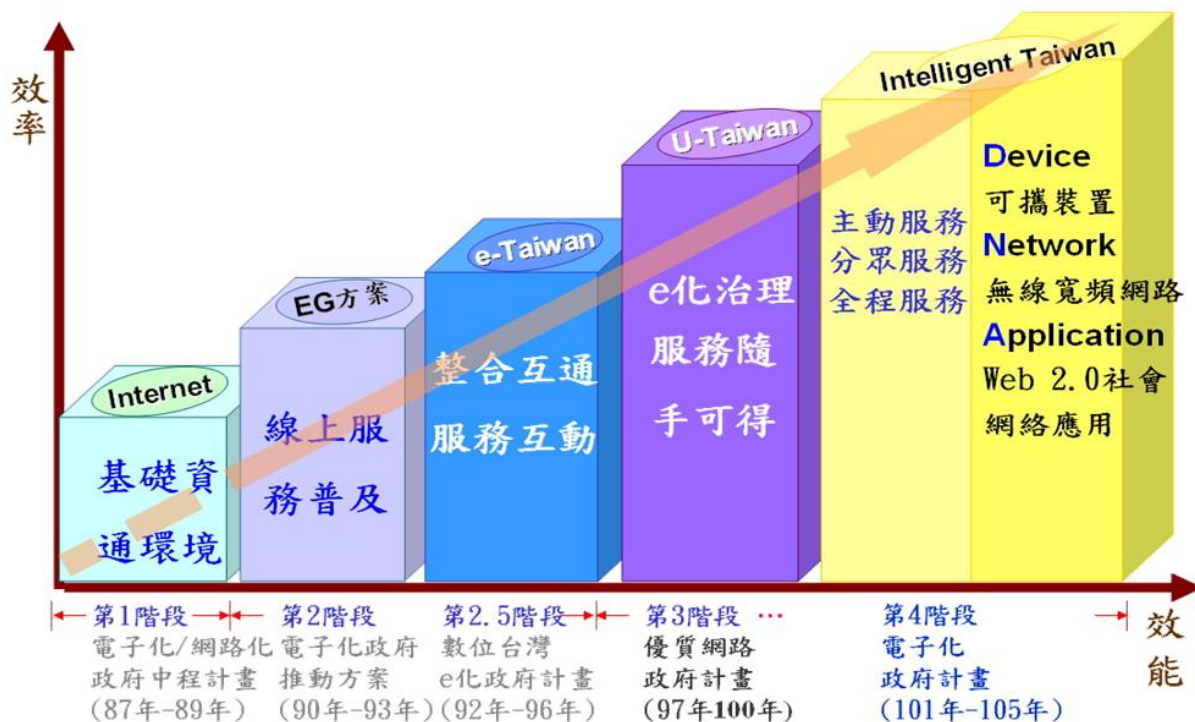 效
率
Internet
基礎資
通環境
EG方案
線上服
務普及
e-Taiwan
整合互通
服務互動
U-Taiwan
e化治理
服務隨
手可得
Intelligent Taiwan
主動服務
分眾服務
全程服務
Device
可攜裝置
Network
無線寬頻網路
Application
Web 2.0社會
網絡應用
第1階段
電子化/網路化
政府中程計畫
(87年-89年)
第2階段
電子化政府
推動方案
(90年-93年)
第2.5階段
數位台灣
e化政府計畫
(92年-96年)
第3階段 …
優質網路
政府計畫
(97年100年)
第4階段
電子化
政府計畫
(101年-105年)
效
能